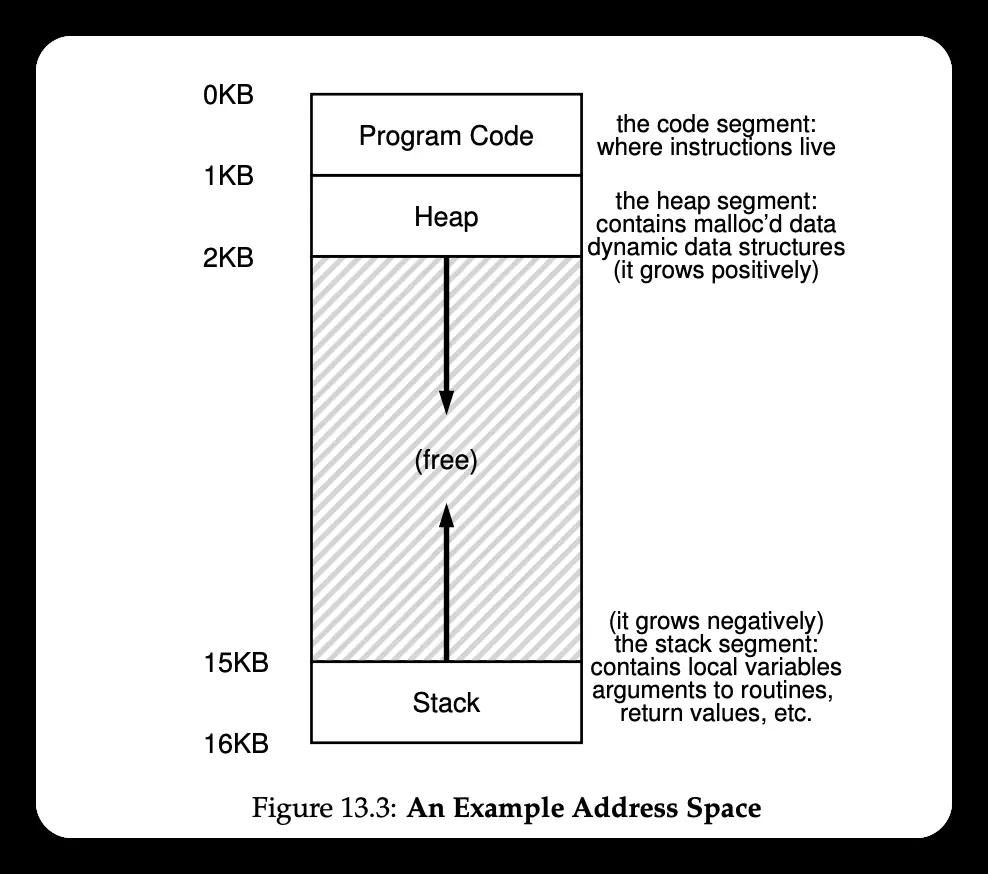 0KB
Program Code
the code segment:
where instructions live
1KB
Heap
the heap segment:
contains malloc’d data
dynamic data structures
(it grows positively)
2KB
(free)
(it grows negatively)
the stack segment:
contains local variables
arguments to routines,
return values, etc.
15KB
Stack
16KB
Figure 13.3: An Example Address Space